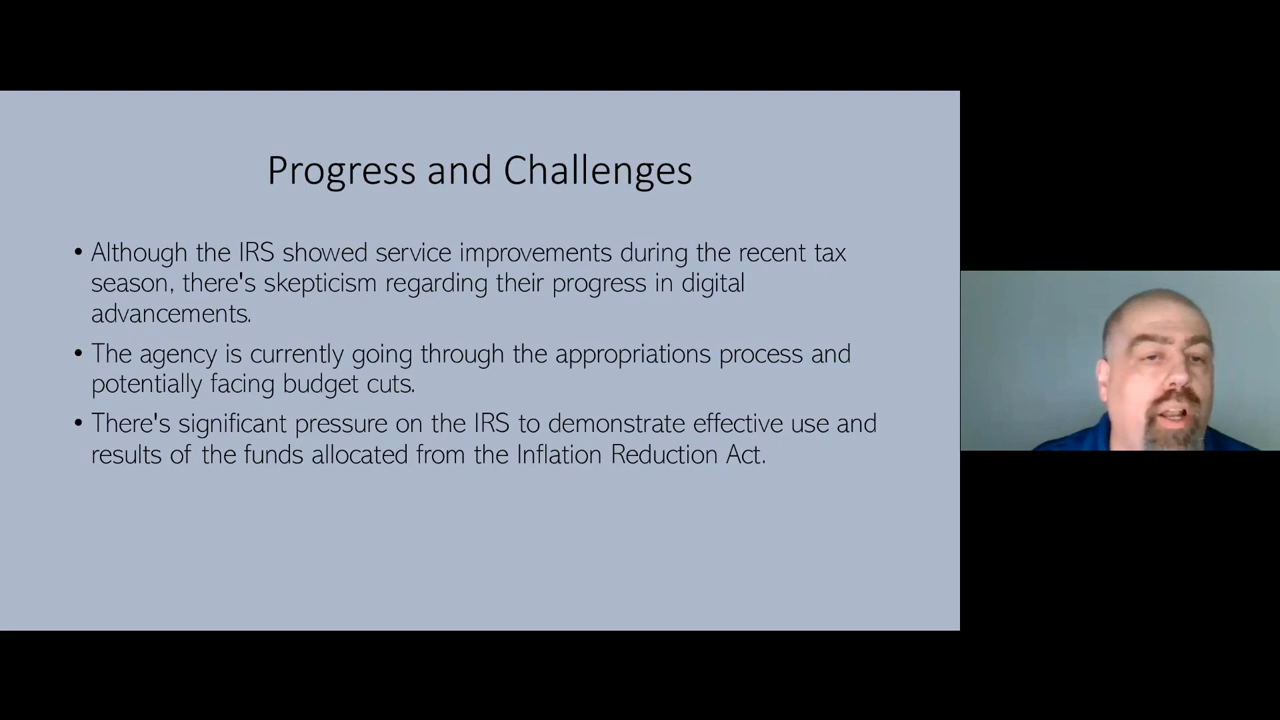 Progress and Challenges
• Although the IRS showed service improvements during the recent tax
season, there's skepticism regarding their progress in digital
advancements.
• The agency is currently going through the appropriations process and
potentially facing budget cuts.
• There's significant pressure on the IRS to demonstrate effective use and
results of the funds allocated from the Inflation Reduction Act.